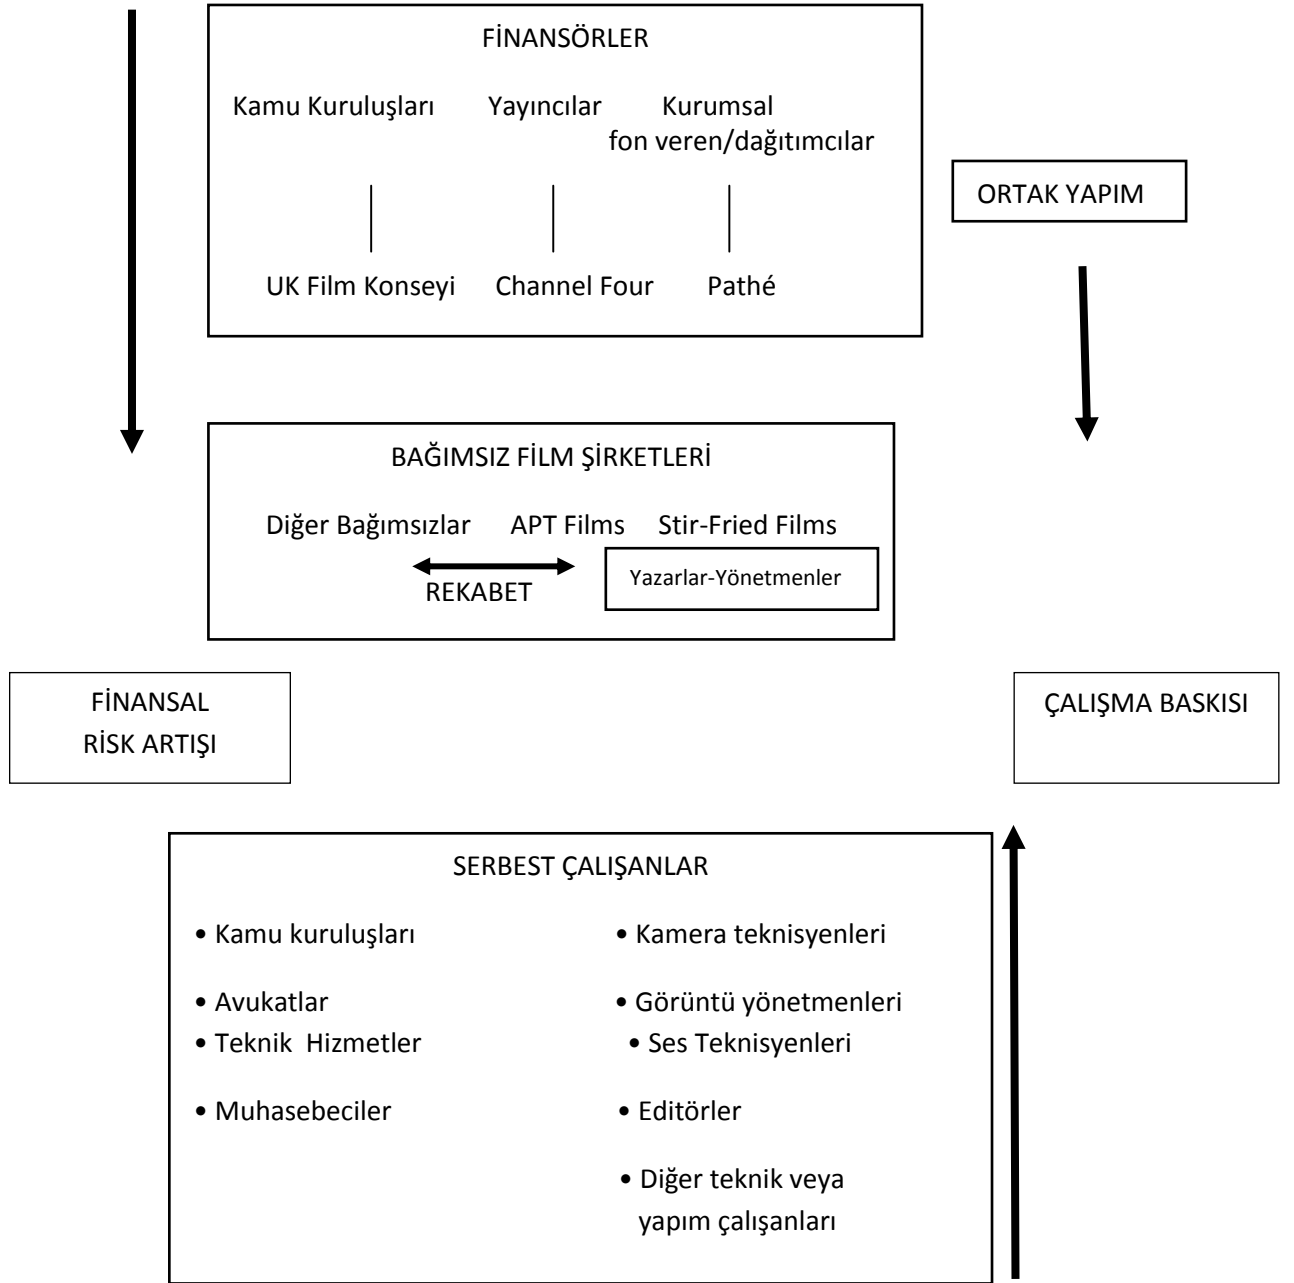 FİNANSÖRLER
Kamu Kuruluşları Yayıncılar Kurumsal
fon veren/dağıtımcılar
ORTAK YAPIM
UK Film Konseyi Channel Four Pathé
BAĞIMSIZ FİLM ŞİRKETLERİ
Diğer Bağımsızlar APT Films Stir-Fried Films
REKABET
Yazarlar-Yönetmenler
FİNANSAL
RİSK ARTIŞI
ÇALIŞMA BASKISI
SERBEST ÇALIŞANLAR
• Kamu kuruluşları
• Avukatlar
• Teknik Hizmetler
• Muhasebeciler
• Kamera teknisyenleri
• Görüntü yönetmenleri
• Ses Teknisyenleri
• Editörler
• Diğer teknik veya
yapım çalışanları